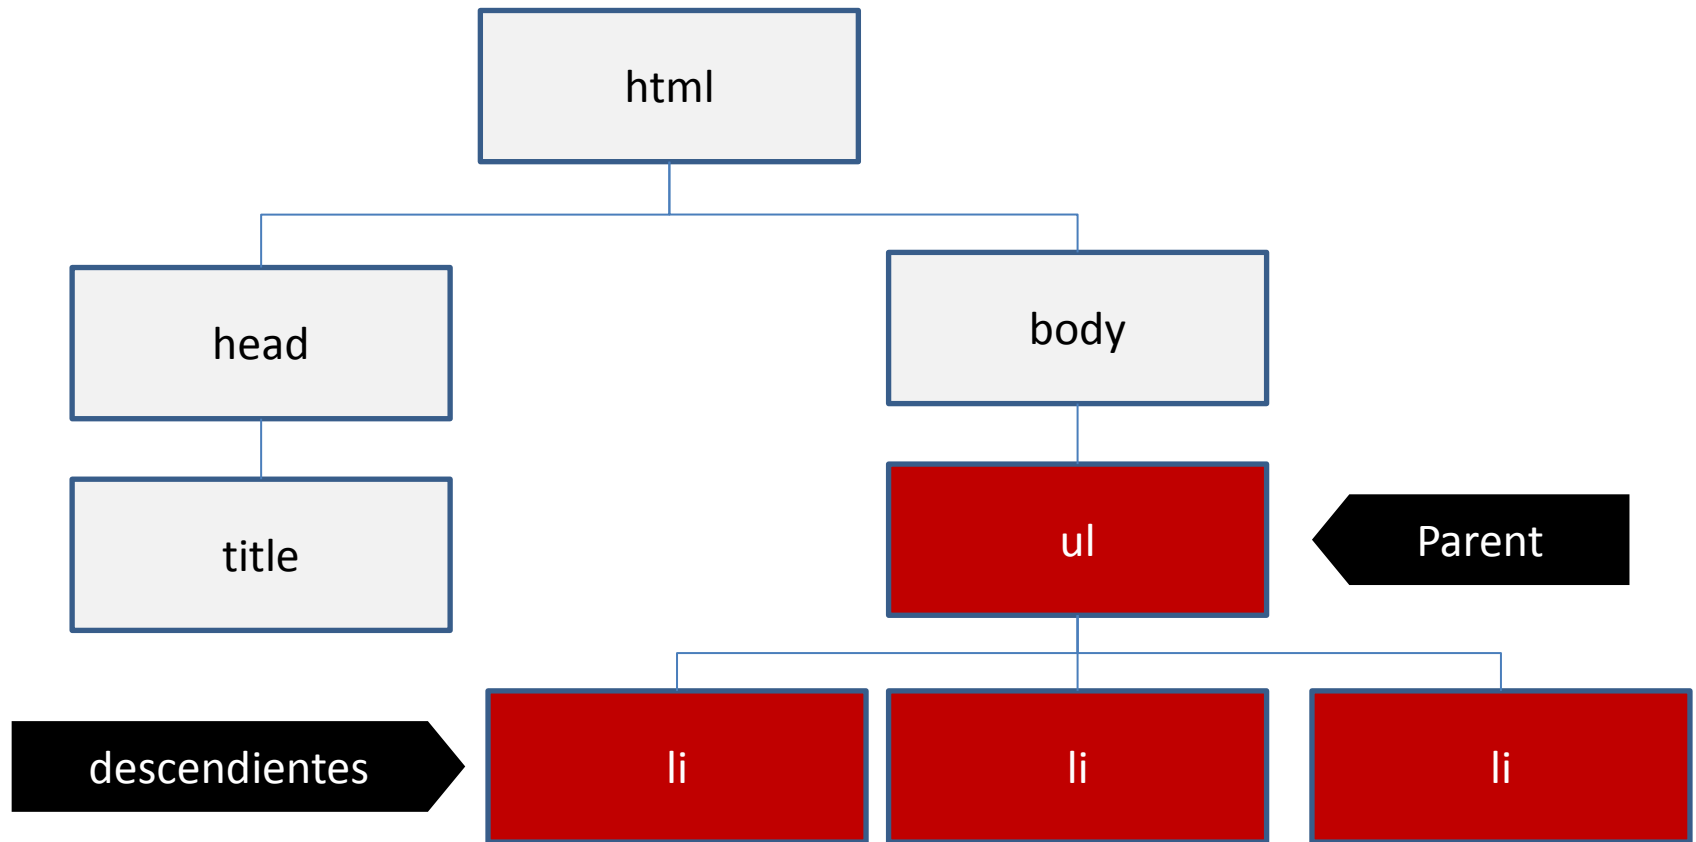 html
head
body
title
ul
Parent
descendientes
li
li
li